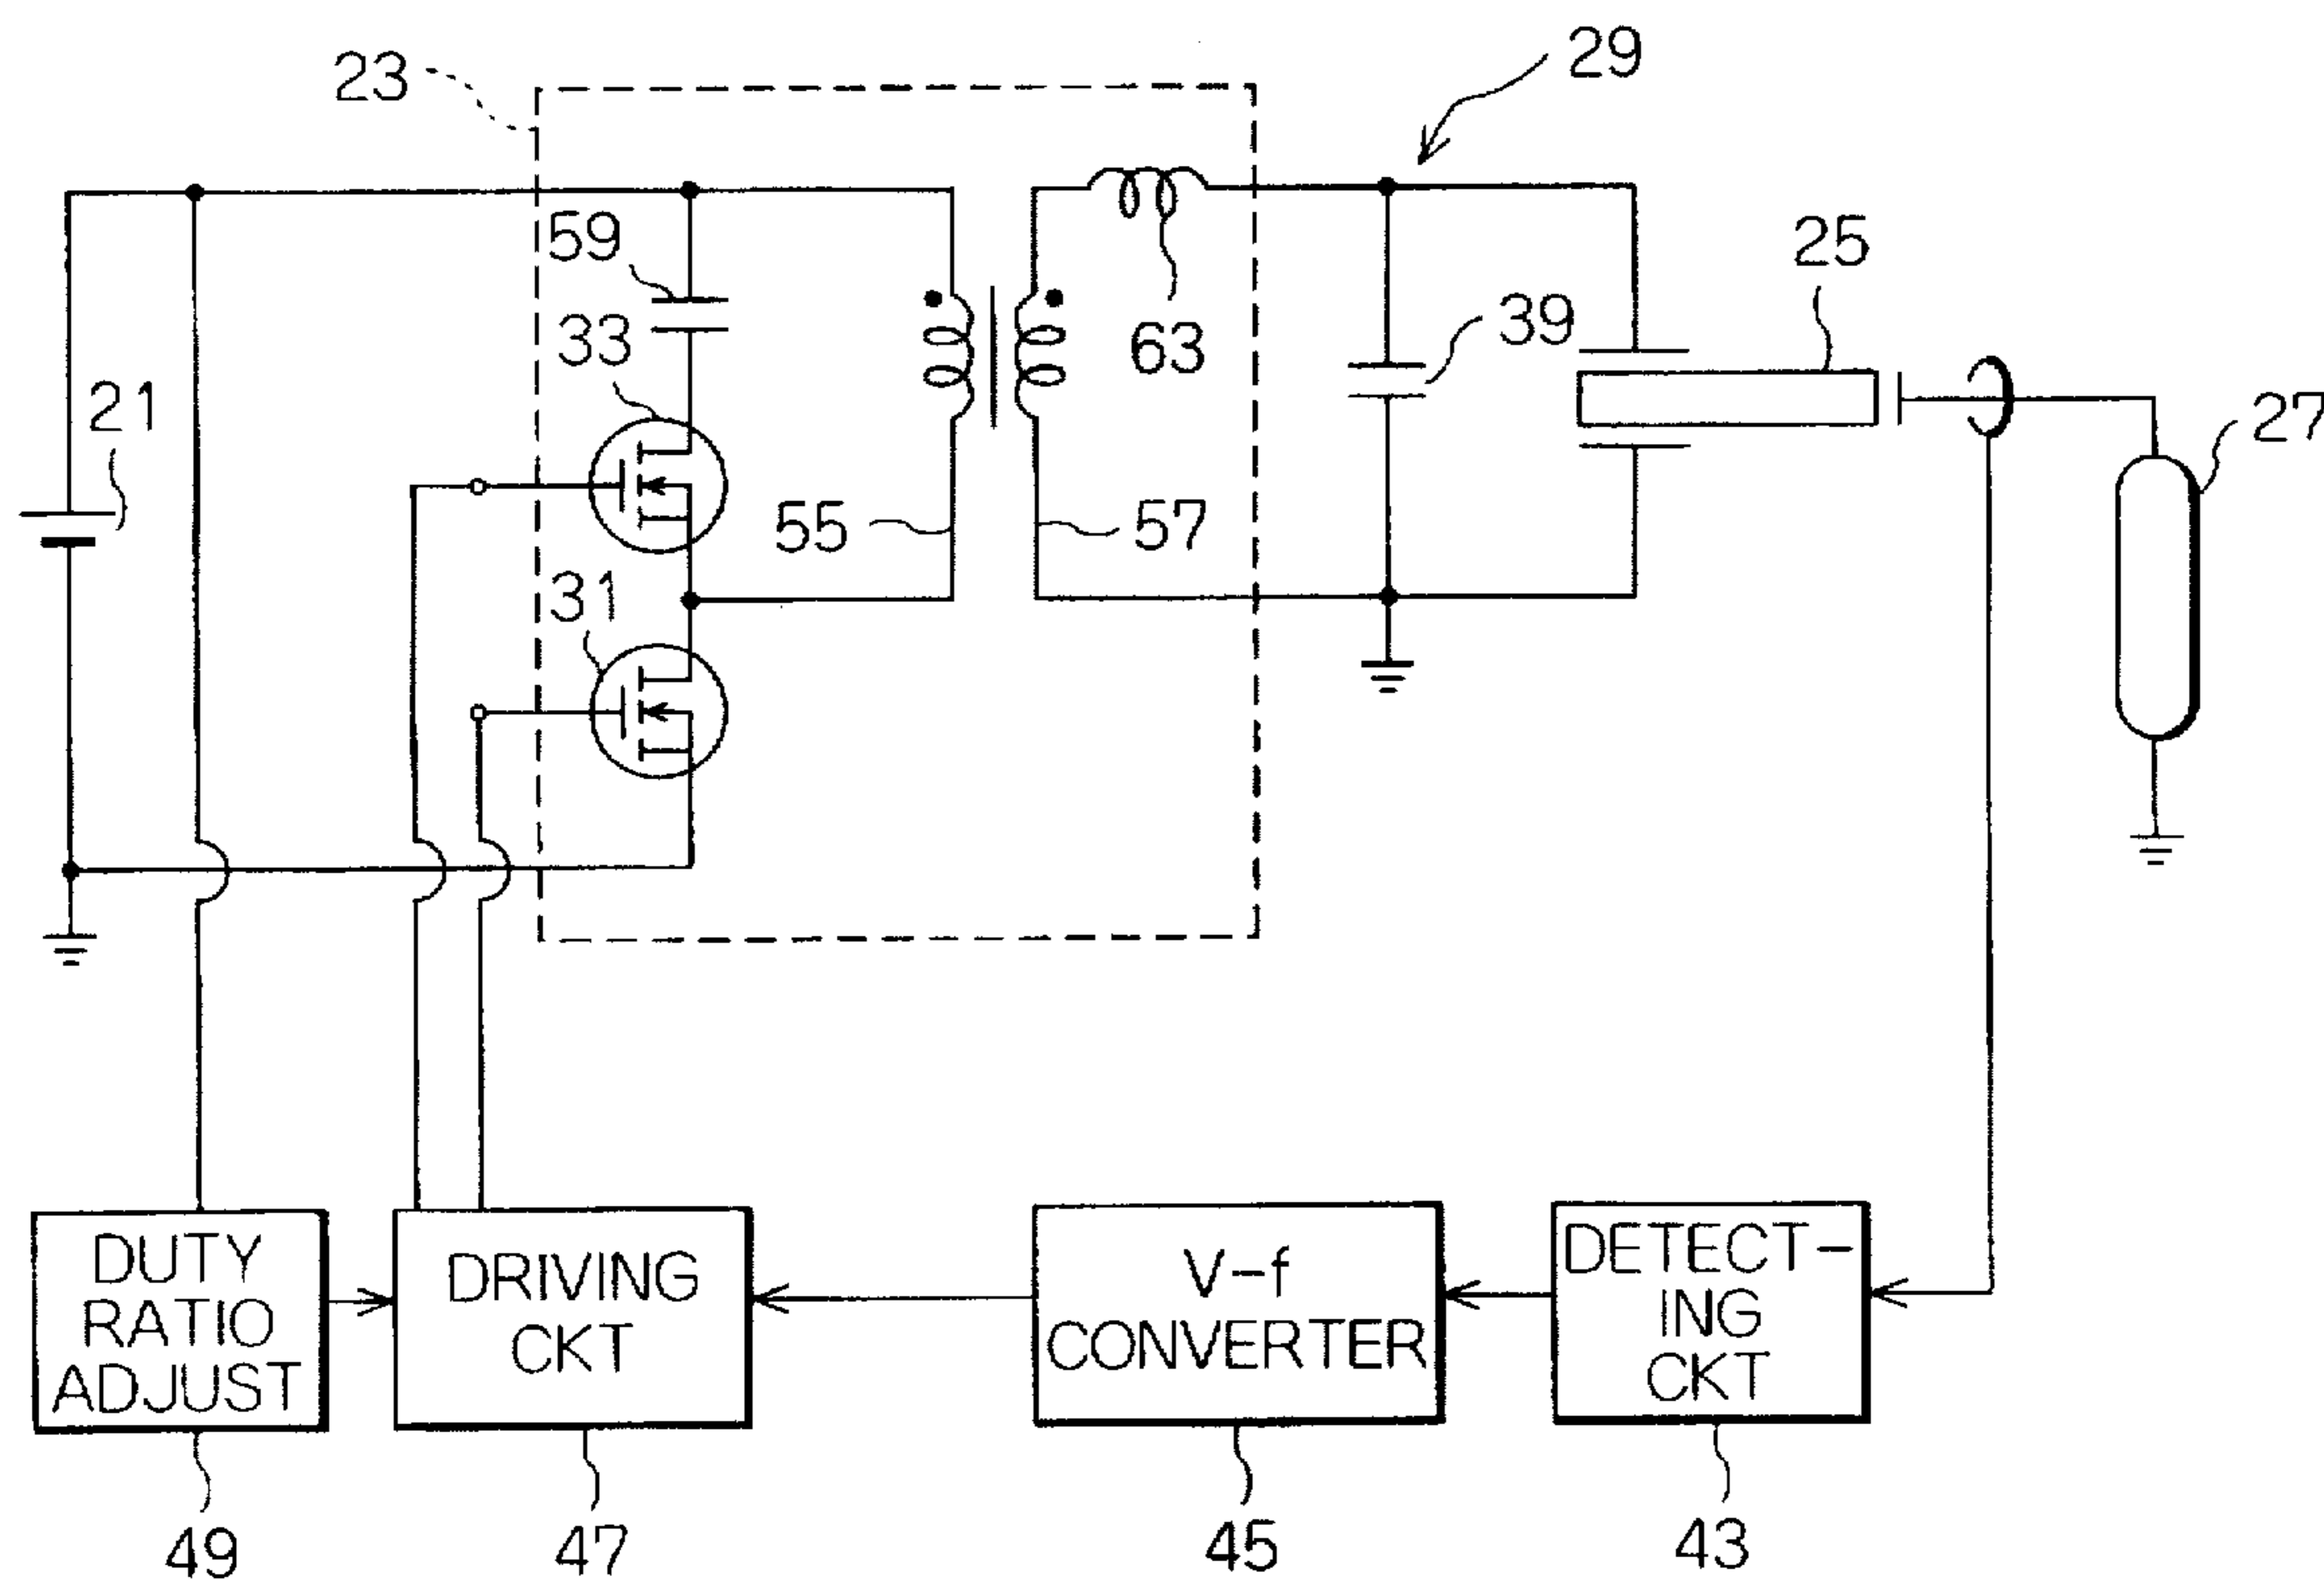 23
29
59
25
33
63
39
21
27
55
57
31
DUTY
RATIO
ADJUST
DRIVING
CKT
V-f
CONVERTER
DETECT-
ING
CKT
49
47
45
43